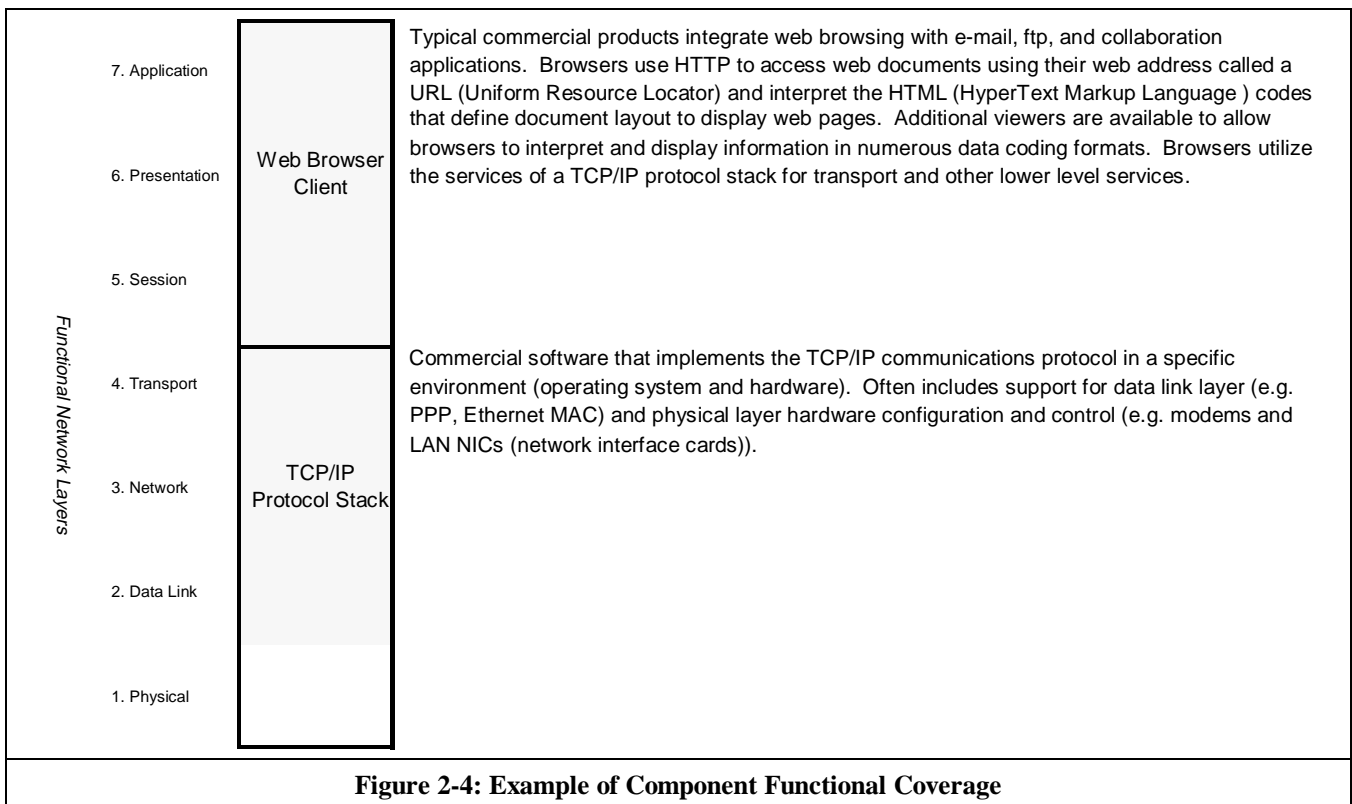 Functional Network Layers
7. Application
6. Presentation
5. Session
4. Transport
3. Network
2. Data Link
1. Physical
Web Browser
Client
TCP/IP
Protocol Stack
Typical commercial products integrate web browsing with e-mail, ftp, and collaboration
applications. Browsers use HTTP to access web documents using their web address called a
URL (Uniform Resource Locator) and interpret the HTML (HyperText Markup Language ) codes
that define document layout to display web pages. Additional viewers are available to allow
browsers to interpret and display information in numerous data coding formats. Browsers utilize
the services of a TCP/IP protocol stack for transport and other lower level services.
Commercial software that implements the TCP/IP communications protocol in a specific
environment (operating system and hardware). Often includes support for data link layer (e.g.
PPP, Ethernet MAC) and physical layer hardware configuration and control (e.g. modems and
LAN NICs (network interface cards)).
Figure 2-4: Example of Component Functional Coverage